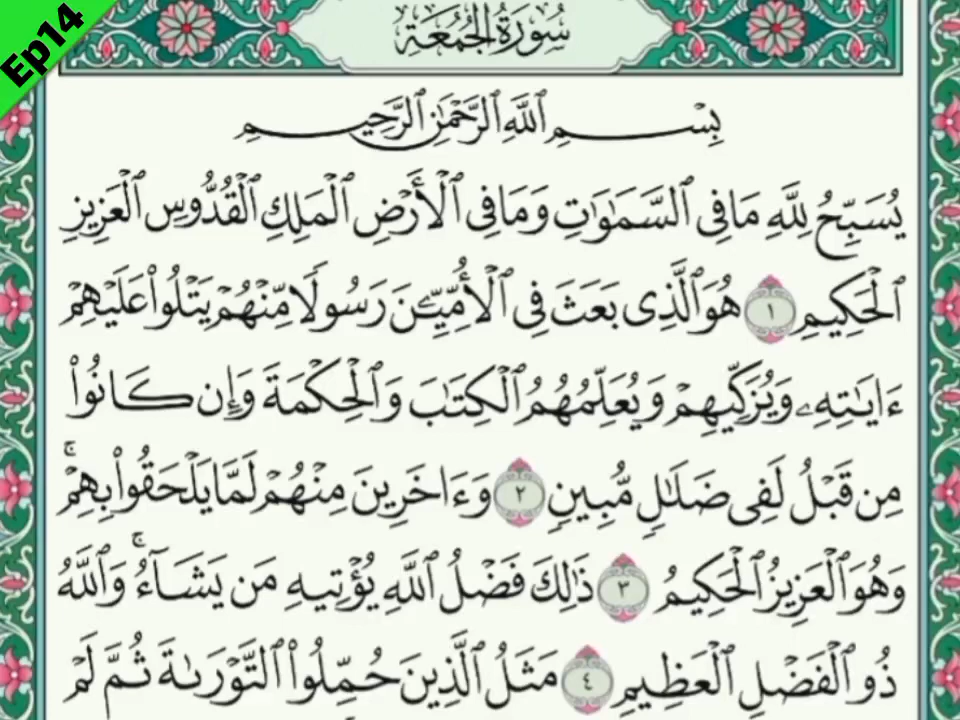 Ep14
سُورَةُ الجُمُعَةِ
بِسْمِ ٱللَّهِ ٱلرَّحْمَٰنِ ٱلرَّحِيمِ
يُسَبِّحُ لِلَّهِ مَا فِى ٱلسَّمَٰوَٰتِ وَمَا فِى ٱلْأَرْضِ ٱلْمَلِكِ ٱلْقُدُّوسِ ٱلْعَزِيزِ
ٱلْحَكِيمِ ١ هُوَ ٱلَّذِى بَعَثَ فِى ٱلْأُمِّيِّـۧنَ رَسُولًا مِّنْهُمْ يَتْلُوا۟ عَلَيْهِمْ
ءَايَٰتِهِۦ وَيُزَكِّيهِمْ وَيُعَلِّمُهُمُ ٱلْكِتَٰبَ وَٱلْحِكْمَةَ وَإِن كَانُوا۟
مِن قَبْلُ لَفِى ضَلَٰلٍ مُّبِينٍ ٢ وَءَاخَرِينَ مِنْهُمْ لَمَّا يَلْحَقُوا۟ بِهِمْ ۚ
وَهُوَ ٱلْعَزِيزُ ٱلْحَكِيمُ ٣ ذَٰلِكَ فَضْلُ ٱللَّهِ يُؤْتِيهِ مَن يَشَآءُ ۚ وَٱللَّهُ
ذُو ٱلْفَضْلِ ٱلْعَظِيمِ ٤ مَثَلُ ٱلَّذِينَ حُمِّلُوا۟ ٱلتَّوْرَىٰةَ ثُمَّ لَمْ